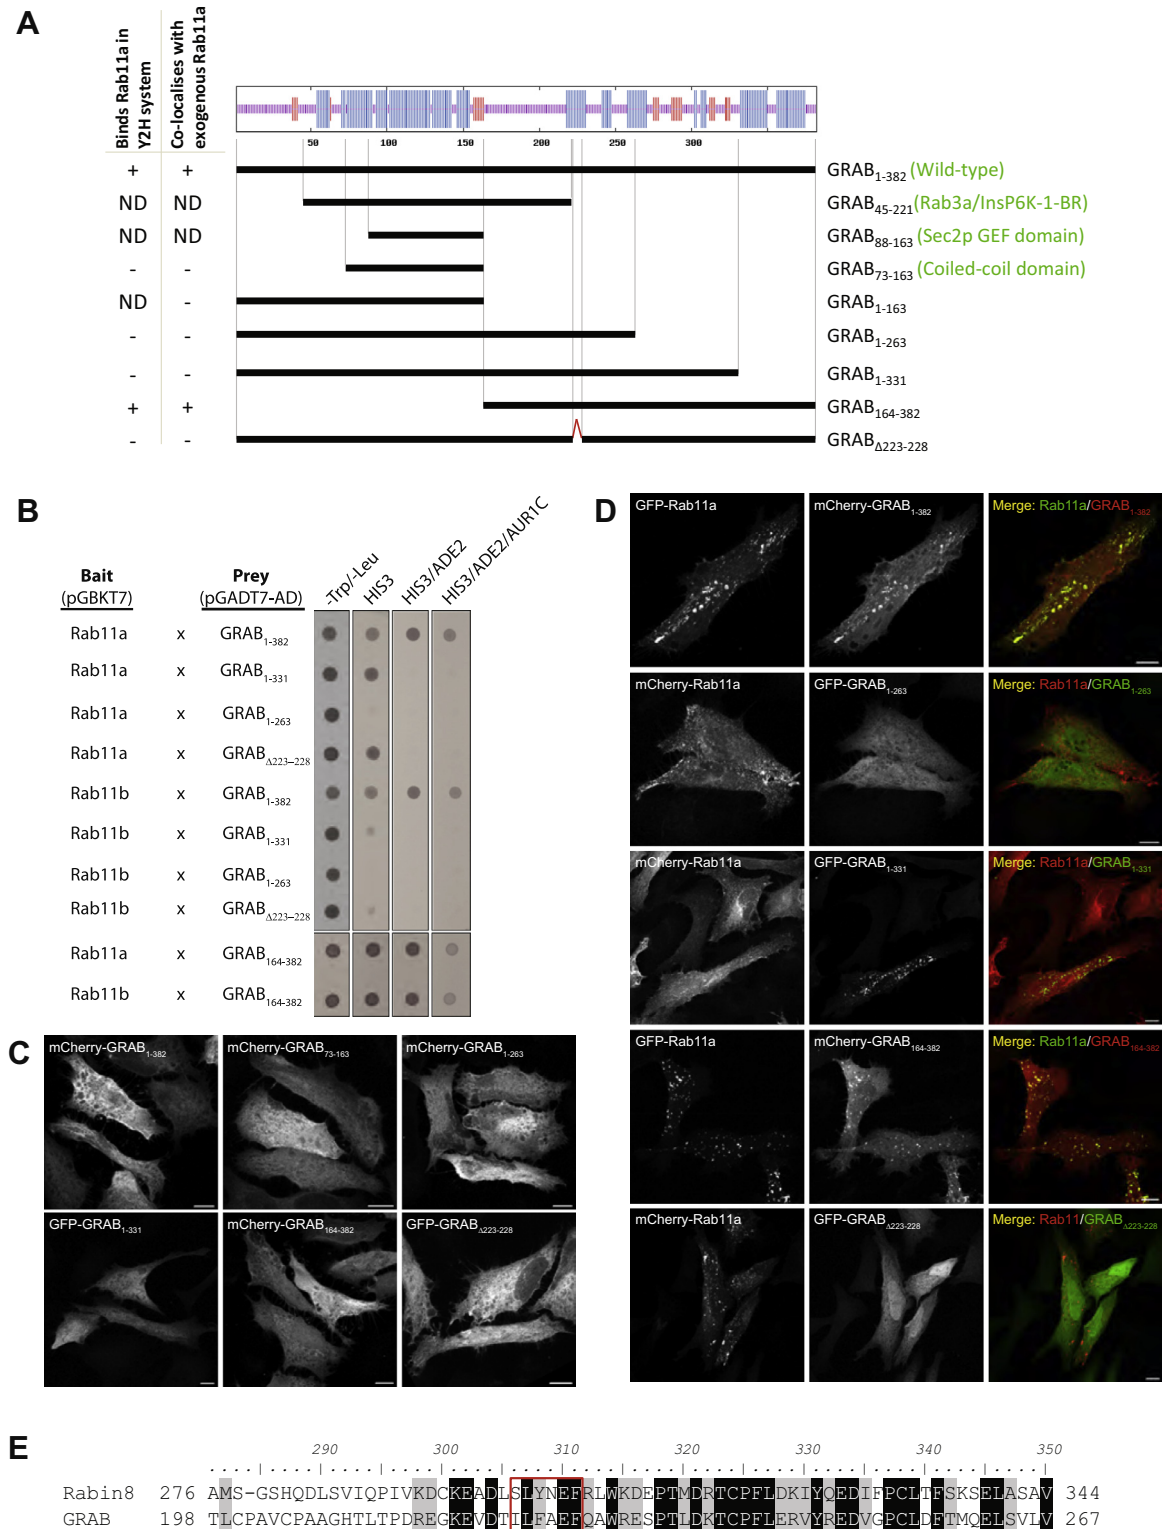 A
Binds Rab11a in Y2H system
Co-localises with exogenous Rab11a
50 100 150 200 250 300
+ + GRAB1-382 (Wild-type)
ND ND GRAB45-221 (Rab3a/InsP6K-1-BR)
ND ND GRAB88-163 (Sec2p GEF domain)
- - GRAB73-163 (Coiled-coil domain)
ND - GRAB1-163
- - GRAB1-263
- - GRAB1-331
+ + GRAB164-382
- - GRABΔ223-228
B
Bait (pGBKT7)
Prey (pGADT7-AD)
-Trp/-Leu
HIS3
HIS3/ADE2
HIS3/ADE2/AUR1C
Rab11a x GRAB1-382
Rab11a x GRAB1-331
Rab11a x GRAB1-263
Rab11a x GRABΔ223–228
Rab11b x GRAB1-382
Rab11b x GRAB1-331
Rab11b x GRAB1-263
Rab11b x GRABΔ223–228
Rab11a x GRAB164-382
Rab11b x GRAB164-382
C
mCherry-GRAB1-382
mCherry-GRAB73-163
mCherry-GRAB1-263
GFP-GRAB1-331
mCherry-GRAB164-382
GFP-GRABΔ223-228
D
GFP-Rab11a
mCherry-GRAB1-382
Merge: Rab11a/GRAB1-382
mCherry-Rab11a
GFP-GRAB1-263
Merge: Rab11a/GRAB1-263
mCherry-Rab11a
GFP-GRAB1-331
Merge: Rab11a/GRAB1-331
GFP-Rab11a
mCherry-GRAB164-382
Merge: Rab11a/GRAB164-382
mCherry-Rab11a
GFP-GRABΔ223-228
Merge: Rab11/GRABΔ223-228
E
290 300 310 320 330 340 350
Rabin8 276 AMS-GSHQDLSVIQPIVKDCKEADLSLYNEFRLWKDEPTMDRTCPFLDKIYQEDIFPCLTFSKSELASAV 344
GRAB 198 TLCPAVCPAAGHTLTPDREGKEVDTILFAEFQAWRESPTLDKTCPFLERVYREDVGPCLDFTMQELSVLV 267